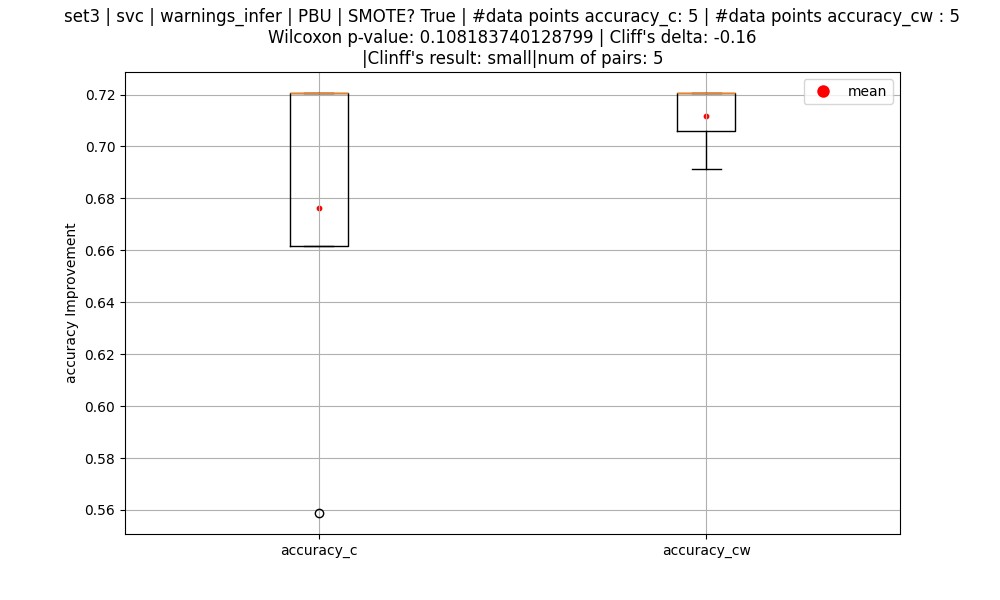 set3 | svc | warnings_infer | PBU | SMOTE? True | #data points accuracy_c: 5 | #data points accuracy_cw : 5
Wilcoxon p-value: 0.108183740128799 | Cliff's delta: -0.16
|Clinff's result: small|num of pairs: 5
mean
0.72
0.70
0.68
0.66
0.64
0.62
0.60
0.58
0.56
accuracy Improvement
accuracy_c
accuracy_cw